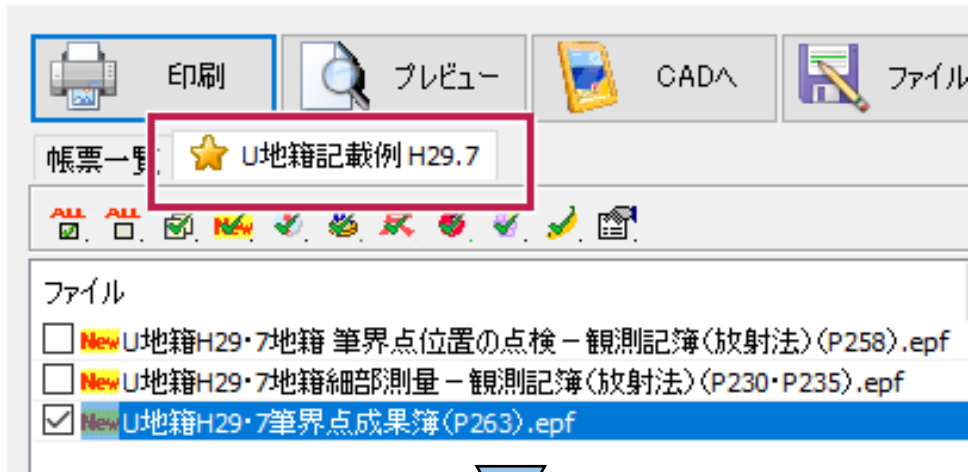 印刷 プレビュー CADへ ファイル
帳票一覧 U地籍記載例 H29.7
ALL ALL New
ファイル
New U地籍H29・7地籍 筆界点位置の点検－観測記簿(放射法)(P258).epf
New U地籍H29・7地籍細部測量－観測記簿(放射法)(P230・P235).epf
New U地籍H29・7筆界点成果簿(P263).epf